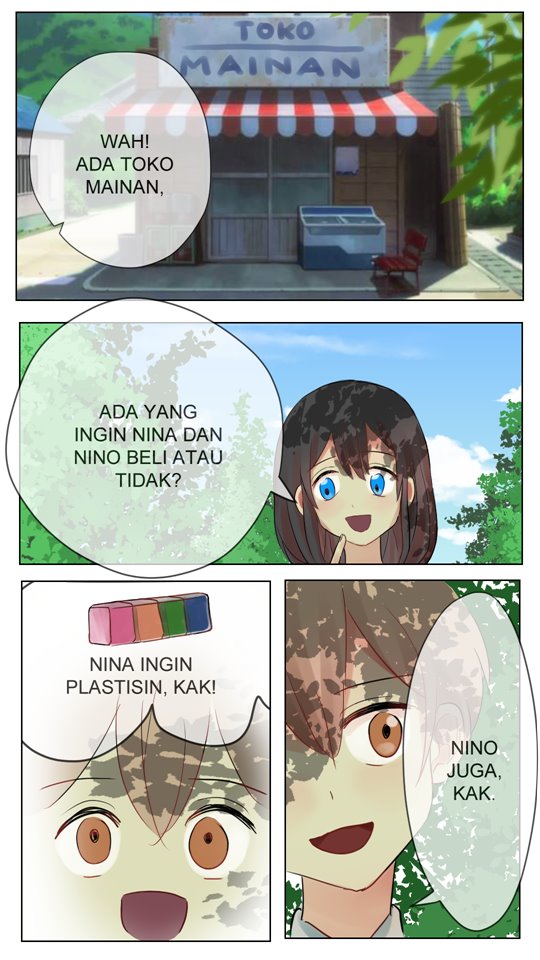 TOKO
MAINAN
WAH!
ADA TOKO
MAINAN,
ADA YANG
INGIN NINA DAN
NINO BELI ATAU
TIDAK?
NINA INGIN
PLASTISIN, KAK!
NINO
JUGA,
KAK.